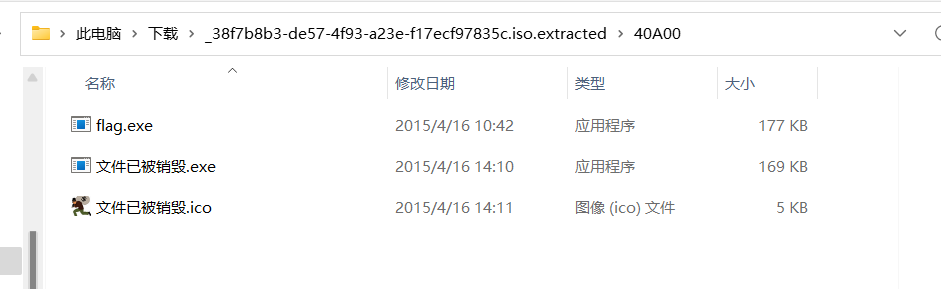 此电脑 > 下载 > _38f7b8b3-de57-4f93-a23e-f17ecf97835c.iso.extracted > 40A00
名称 修改日期 类型 大小
flag.exe 2015/4/16 10:42 应用程序 177 KB
文件已被销毁.exe 2015/4/16 14:10 应用程序 169 KB
文件已被销毁.ico 2015/4/16 14:11 图像 (ico) 文件 5 KB